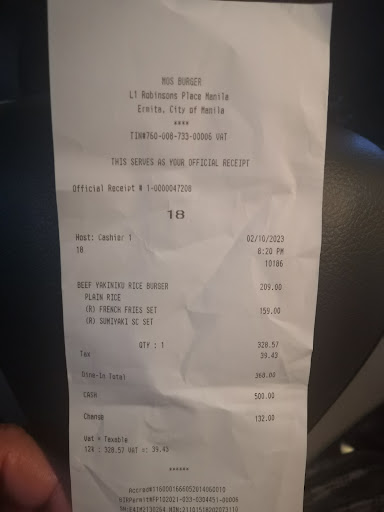 MOS BURGER
L1 Robinsons Place Manila
Ermita, City of Manila
****
TIN#760-008-733-00006 VAT
THIS SERVES AS YOUR OFFICIAL RECEIPT
Official Receipt # 1-0000047208
18
Host: Cashier 1 02/10/2023
18 8:20 PM
10186
BEEF YAKINIKU RICE BURGER 209.00
PLAIN RICE
(R) FRENCH FRIES SET 159.00
(R) SUMIYAKI SC SET
QTY : 1 328.57
Tax 39.43
Dine-In Total 368.00
CASH 500.00
Change 132.00
Vat = Taxable
12% : 328.57 VAT =: 39.43
******